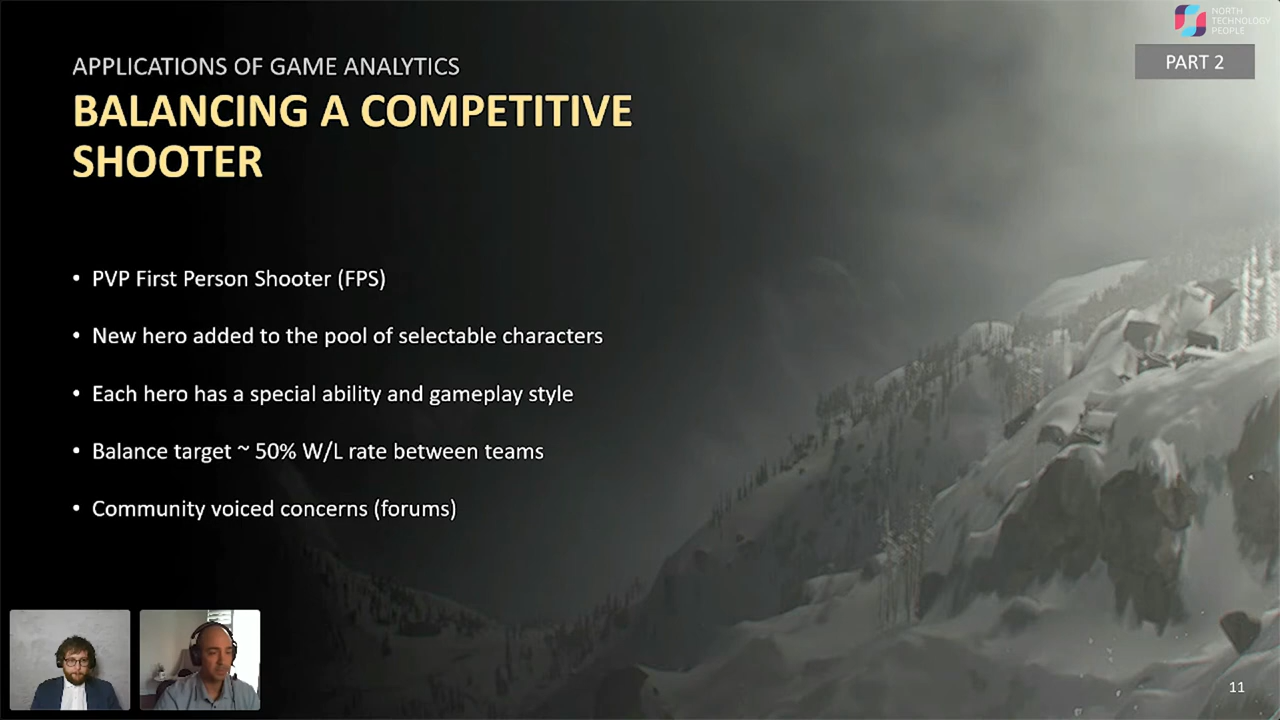 NORTH
TECHNOLOGY
PEOPLE
PART 2
APPLICATIONS OF GAME ANALYTICS
BALANCING A COMPETITIVE
SHOOTER
• PVP First Person Shooter (FPS)
• New hero added to the pool of selectable characters
• Each hero has a special ability and gameplay style
• Balance target ~ 50% W/L rate between teams
• Community voiced concerns (forums)
11